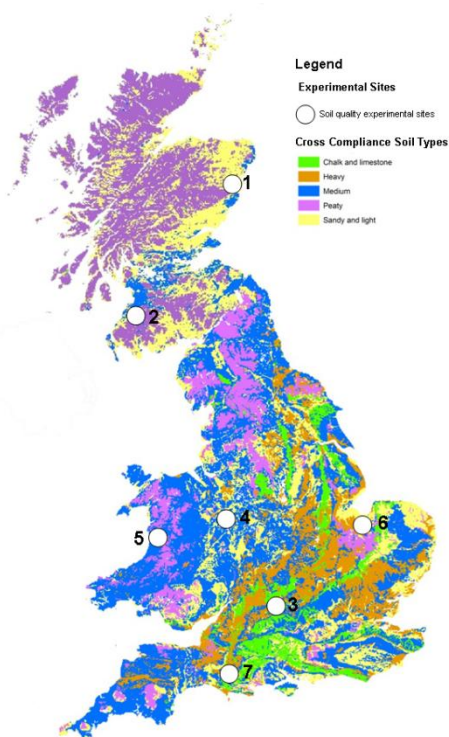 Legend
Experimental Sites
Soil quality experimental sites
Cross Compliance Soil Types
Chalk and limestone
Heavy
Medium
Peaty
Sandy and light
1
2
4
5
6
3
7